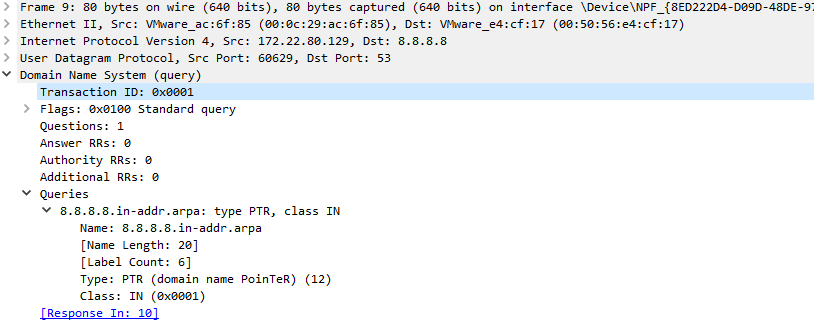 Frame 9: 80 bytes on wire (640 bits), 80 bytes captured (640 bits) on interface \Device\NPF_{8ED222D4-D09D-48DE-97
Ethernet II, Src: VMware_ac:6f:85 (00:0c:29:ac:6f:85), Dst: VMware_e4:cf:17 (00:50:56:e4:cf:17)
Internet Protocol Version 4, Src: 172.22.80.129, Dst: 8.8.8.8
User Datagram Protocol, Src Port: 60629, Dst Port: 53
Domain Name System (query)
Transaction ID: 0x0001
Flags: 0x0100 Standard query
Questions: 1
Answer RRs: 0
Authority RRs: 0
Additional RRs: 0
Queries
8.8.8.8.in-addr.arpa: type PTR, class IN
Name: 8.8.8.8.in-addr.arpa
[Name Length: 20]
[Label Count: 6]
Type: PTR (domain name PoinTeR) (12)
Class: IN (0x0001)
[Response In: 10]